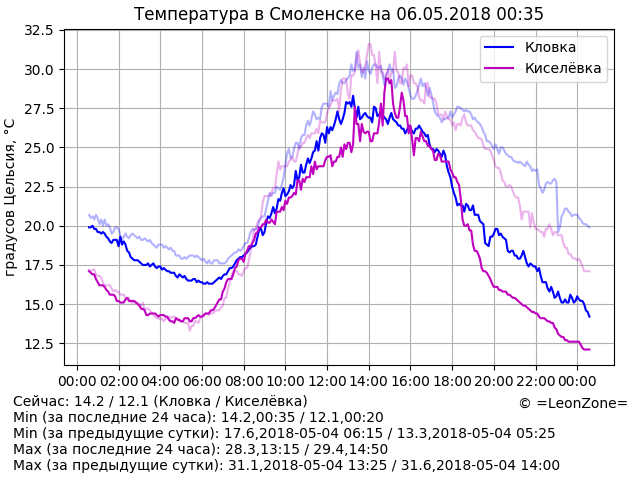 Температура в Смоленске на 06.05.2018 00:35
32.5
30.0
27.5
25.0
22.5
20.0
17.5
15.0
12.5
градусов Цельсия, °C
Кловка
Киселёвка
00:00 02:00 04:00 06:00 08:00 10:00 12:00 14:00 16:00 18:00 20:00 22:00 00:00
Сейчас: 14.2 / 12.1 (Кловка / Киселёвка)
© =LeonZone=
Min (за последние 24 часа): 14.2,00:35 / 12.1,00:20
Min (за предыдущие сутки): 17.6,2018-05-04 06:15 / 13.3,2018-05-04 05:25
Max (за последние 24 часа): 28.3,13:15 / 29.4,14:50
Max (за предыдущие сутки): 31.1,2018-05-04 13:25 / 31.6,2018-05-04 14:00